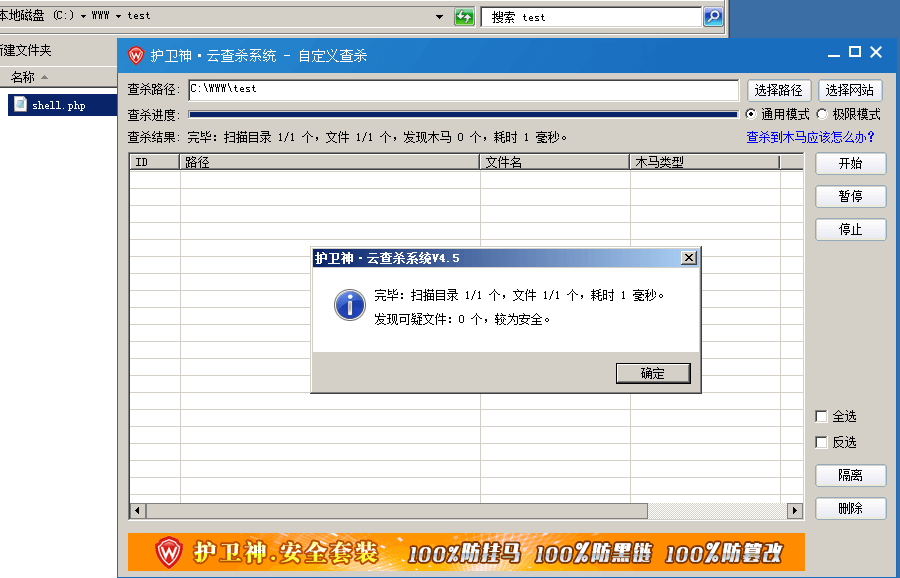 本地磁盘 (C:) ▾ WWW ▾ test
搜索 test
新建文件夹
名称
shell.php
护卫神·云查杀系统 - 自定义查杀
查杀路径: C:\WWW\test
选择路径 选择网站
查杀进度:
通用模式 极限模式
查杀结果: 完毕: 扫描目录 1/1 个, 文件 1/1 个, 发现木马 0 个, 耗时 1 毫秒。
查杀到木马应该怎么办?
ID 路径 文件名 木马类型
开始
暂停
停止
护卫神·云查杀系统V4.5
完毕: 扫描目录 1/1 个, 文件 1/1 个, 耗时 1 毫秒。
发现可疑文件: 0 个, 较为安全。
确定
全选
反选
隔离
删除
护卫神.安全套装 100%防挂马 100%防黑链 100%防篡改